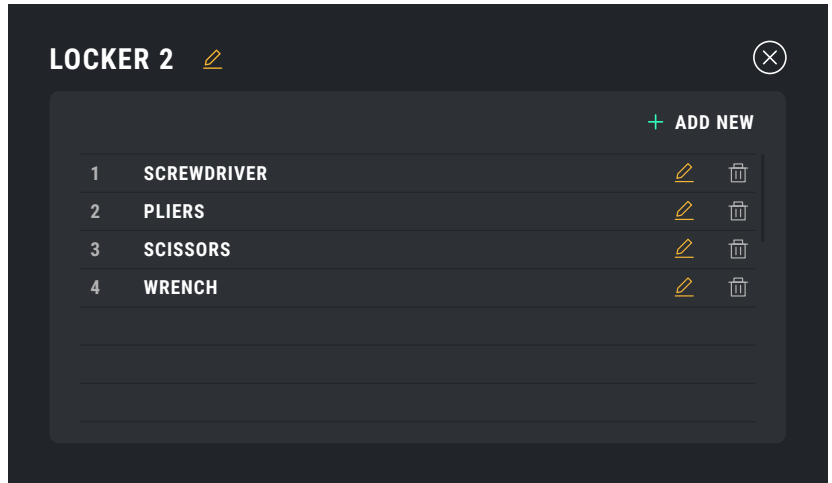 LOCKER 2
ADD NEW
1 SCREWDRIVER
2 PLIERS
3 SCISSORS
4 WRENCH